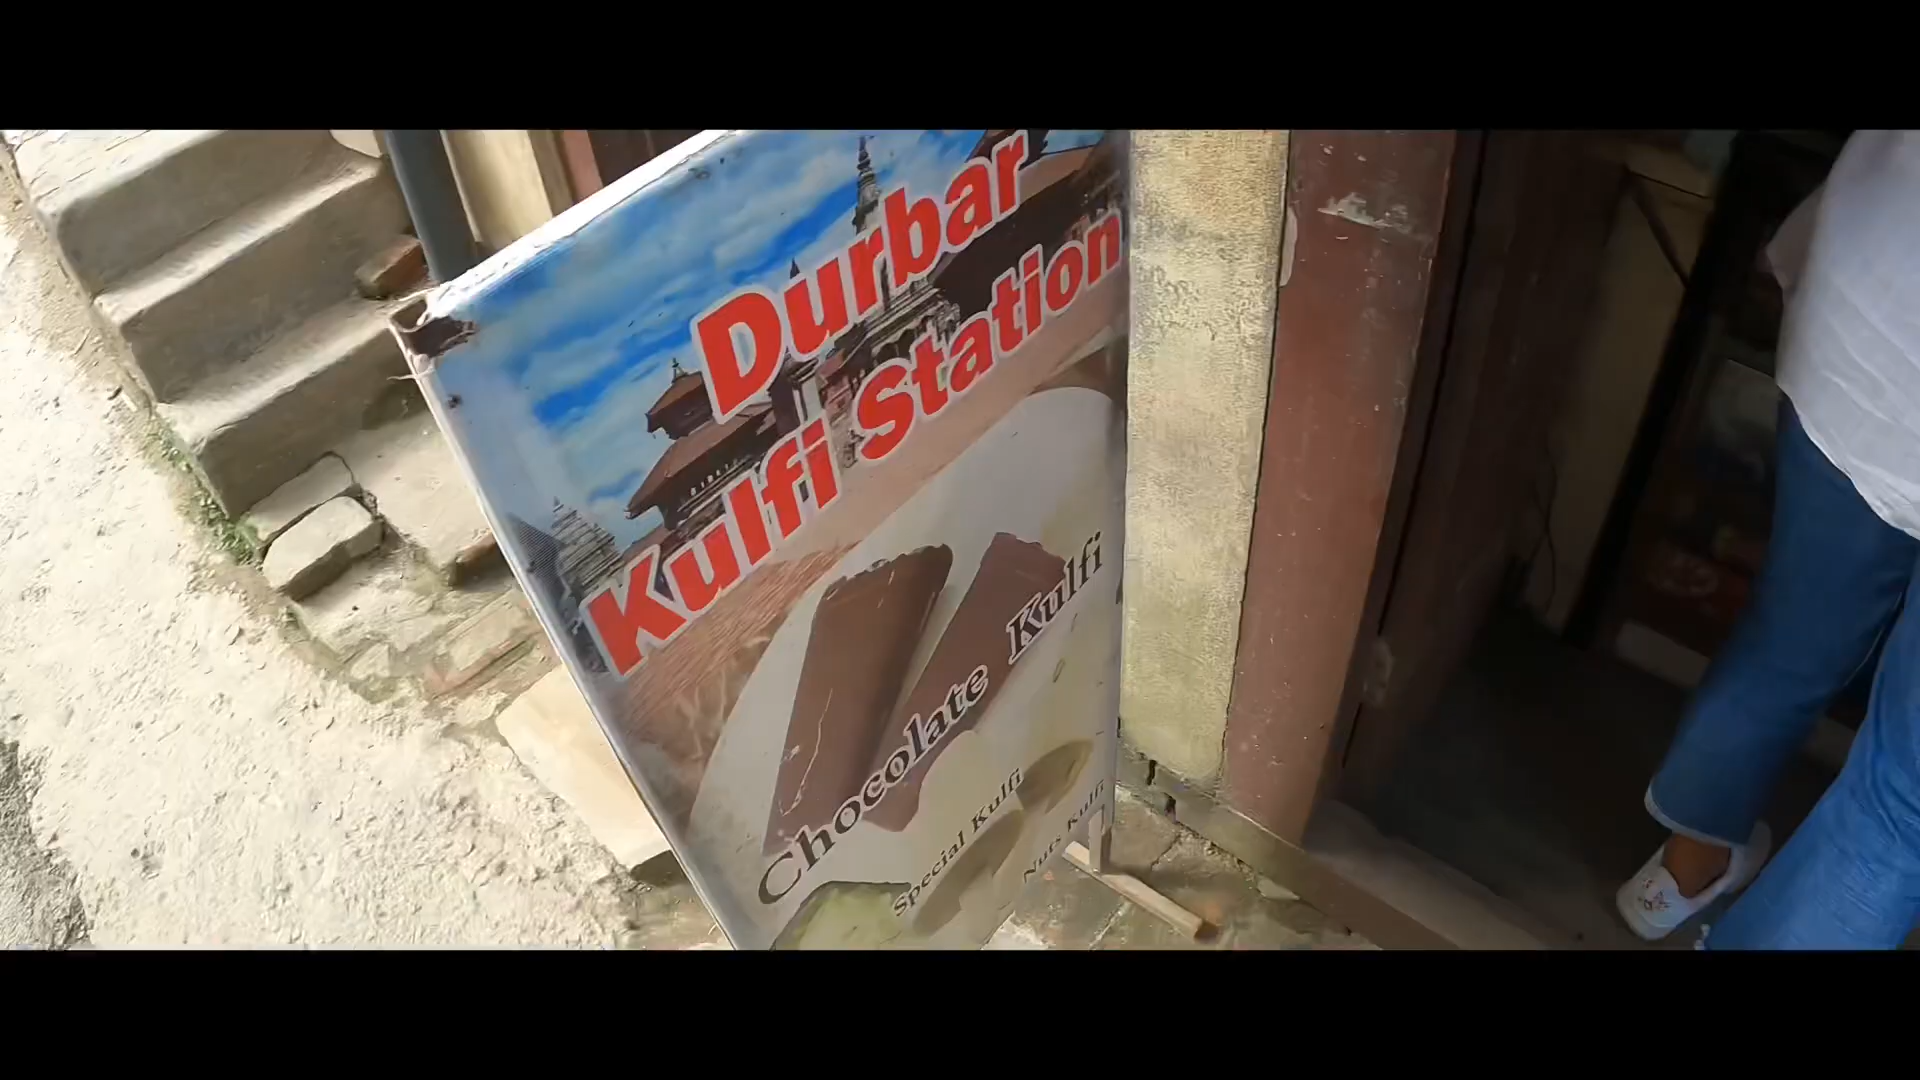 Durbar
Kulfi Station
Chocolate Kulfi
Special Kulfi
Nuts Kulfi